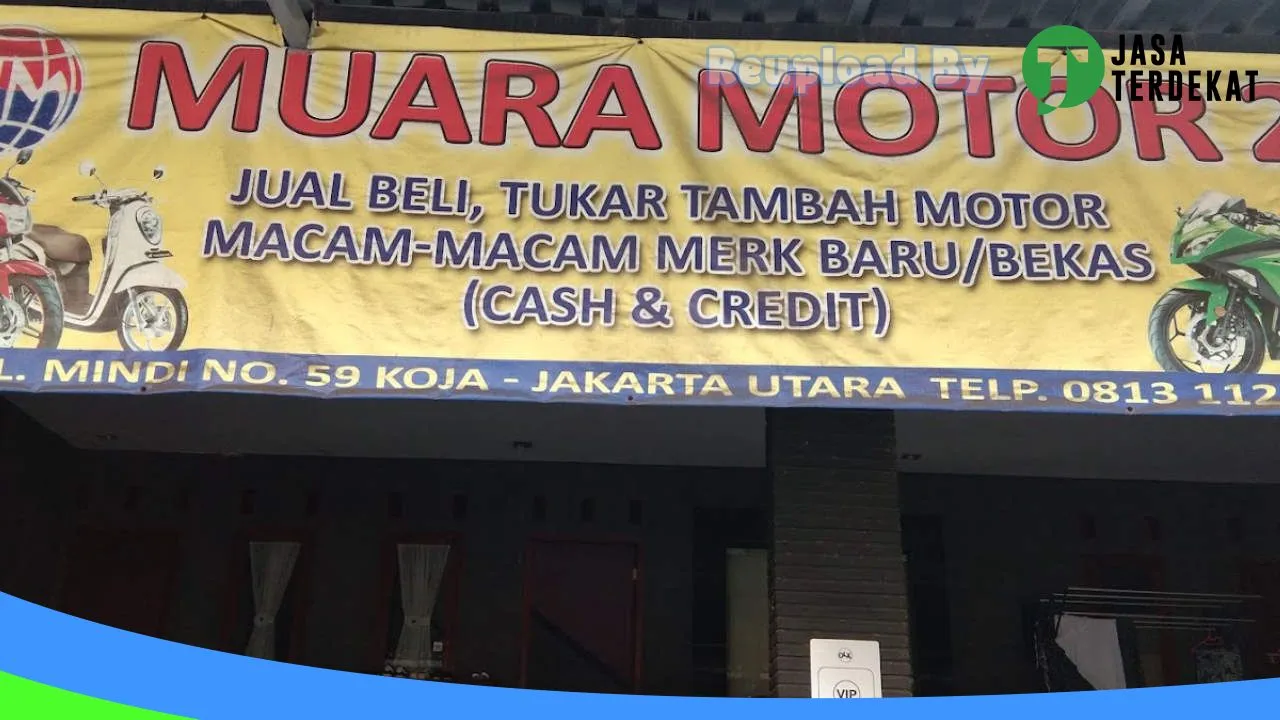 Reupload By
JASA
TERDEKAT
MUARA MOTOR 2
JUAL BELI, TUKAR TAMBAH MOTOR
MACAM-MACAM MERK BARU/BEKAS
(CASH & CREDIT)
L. MINDI NO. 59 KOJA - JAKARTA UTARA TELP. 0813 112
VIP